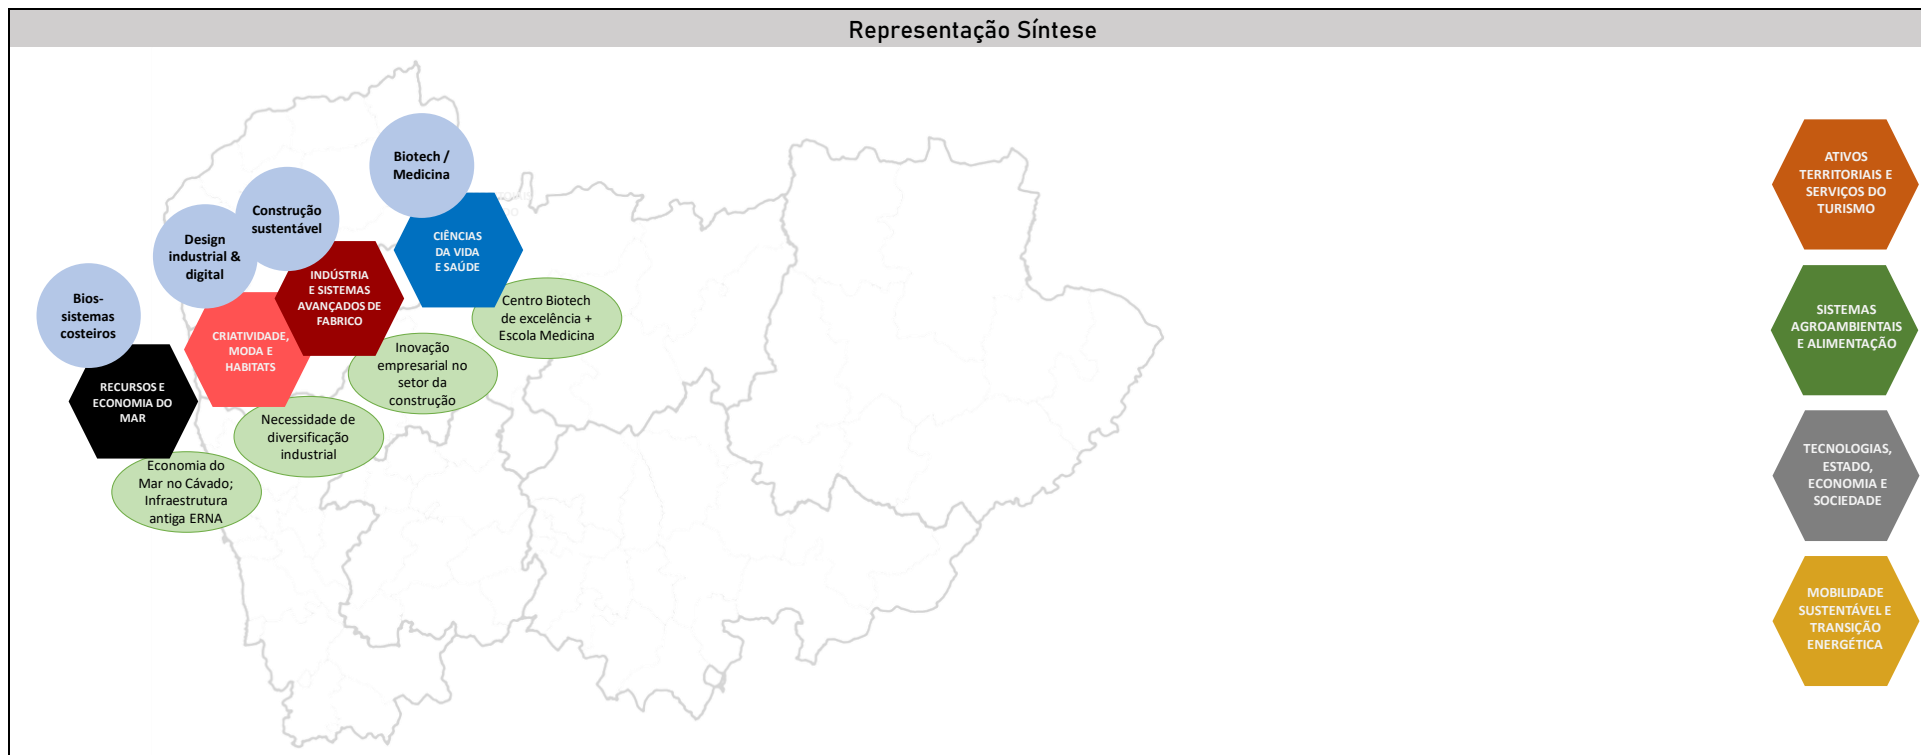 Representação Síntese
Biotech /
Medicina
Construção
sustentável
Design
industrial &
digital
Bios-
sistemas
costeiros
CIÊNCIAS
DA VIDA
E SAÚDE
INDÚSTRIA
E SISTEMAS
AVANÇADOS DE
FABRICO
CRIATIVIDADE,
MODA E
HABITATS
RECURSOS E
ECONOMIA DO
MAR
Centro Biotech
de excelência +
Escola Medicina
Inovação
empresarial no
setor da
construção
Necessidade de
diversificação
industrial
Economia do
Mar no Cávado;
Infraestrutura
antiga ERNA
ATIVOS
TERRITORIAIS E
SERVIÇOS DO
TURISMO
SISTEMAS
AGROAMBIENTAIS
E ALIMENTAÇÃO
TECNOLOGIAS,
ESTADO,
ECONOMIA E
SOCIEDADE
MOBILIDADE
SUSTENTÁVEL E
TRANSIÇÃO
ENERGÉTICA